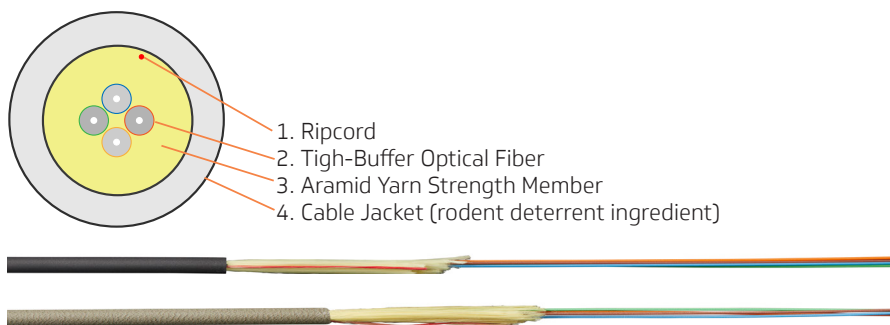 1. Ripcord
2. Tigh-Buffer Optical Fiber
3. Aramid Yarn Strength Member
4. Cable Jacket (rodent deterrent ingredient)